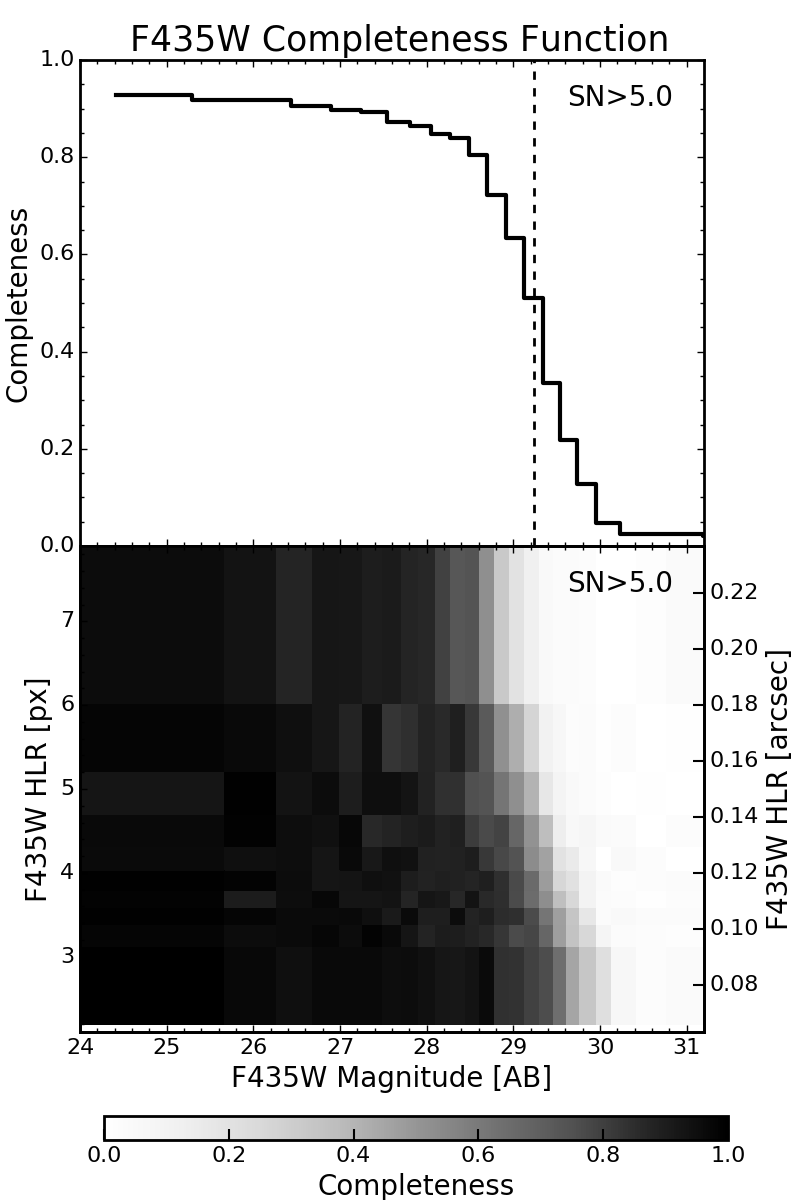 F435W Completeness Function
1.0
0.8
0.6
0.4
0.2
0.0
Completeness
SN>5.0
SN>5.0
7
6
5
4
3
F435W HLR [px]
0.22
0.20
0.18
0.16
0.14
0.12
0.10
0.08
F435W HLR [arcsec]
24 25 26 27 28 29 30 31
F435W Magnitude [AB]
0.0 0.2 0.4 0.6 0.8 1.0
Completeness